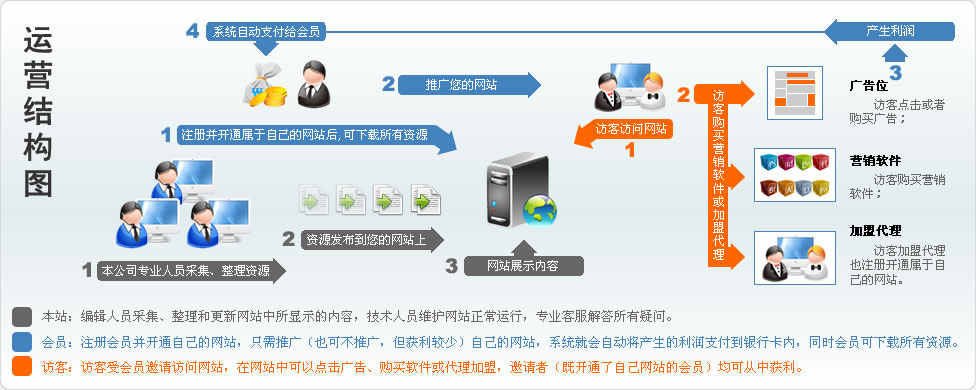 运营结构图
4 系统自动支付给会员
产生利润
3
2 推广您的网站
1 注册并开通属于自己的网站后,可下载所有资源
访客访问网站
1
2 访客购买营销软件或加盟代理
广告位
访客点击或者
购买广告；
营销软件
访客购买营销
软件；
加盟代理
访客加盟代理
也注册开通属于自
己的网站。
2 资源发布到您的网站上
1 本公司专业人员采集、整理资源
3 网站展示内容
本站：编辑人员采集、整理和更新网站中所显示的内容，技术人员维护网站正常运行，专业客服解答所有疑问。
会员：注册会员并开通自己的网站，只需推广（也可不推广，但获利较少）自己的网站，系统就会自动将产生的利润支付到银行卡内，同时会员可下载所有资源。
访客：访客受会员邀请访问网站，在网站中可以点击广告、购买软件或代理加盟，邀请者（既开通了自己网站的会员）均可从中获利。